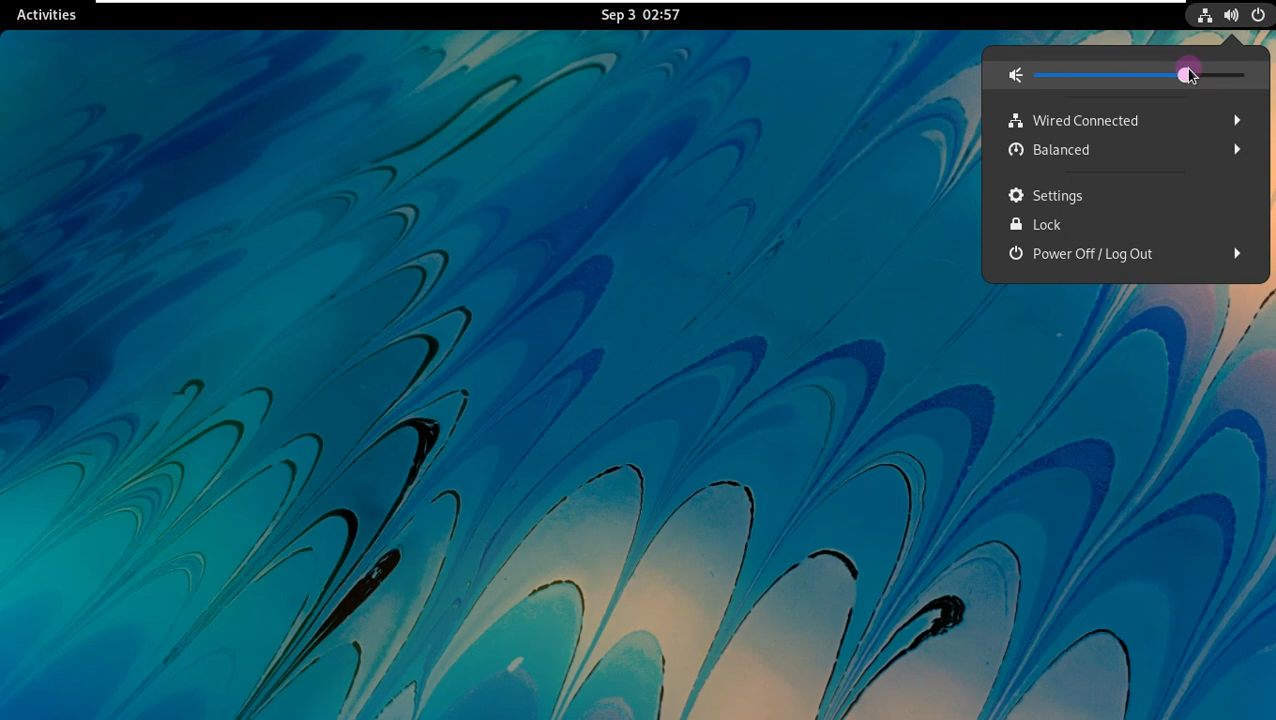 Activities
Sep 3 02:57
Wired Connected
Balanced
Settings
Lock
Power Off / Log Out